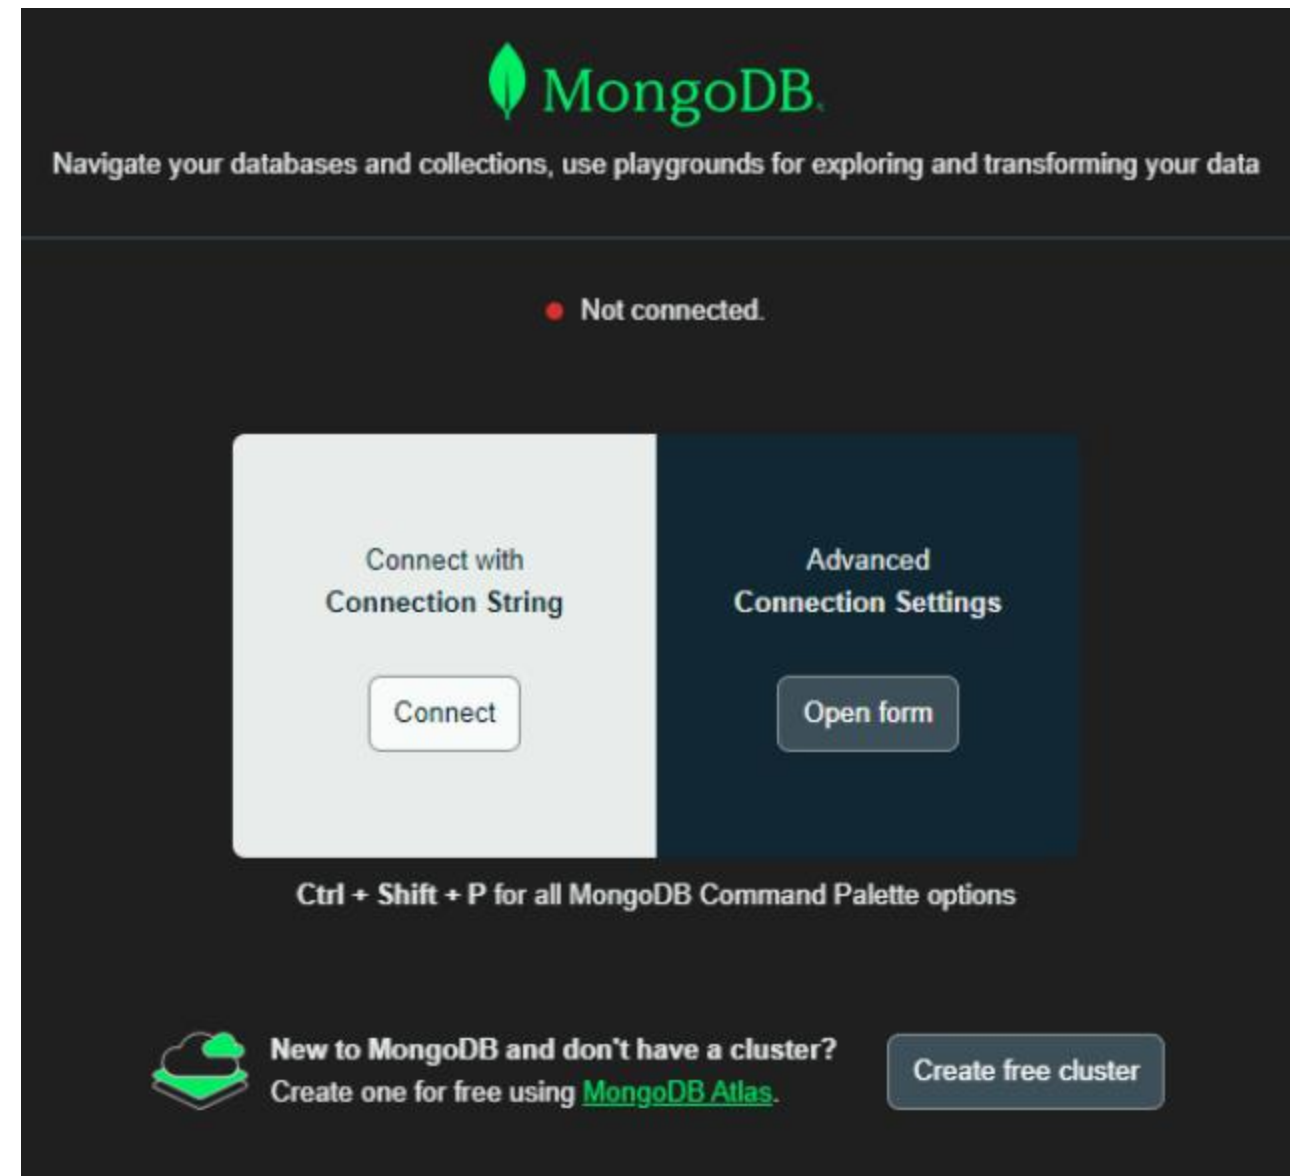 MongoDB.
Navigate your databases and collections, use playgrounds for exploring and transforming your data
Not connected.
Connect with
Connection String
Connect
Advanced
Connection Settings
Open form
Ctrl + Shift + P for all MongoDB Command Palette options
New to MongoDB and don't have a cluster?
Create one for free using MongoDB Atlas.
Create free cluster